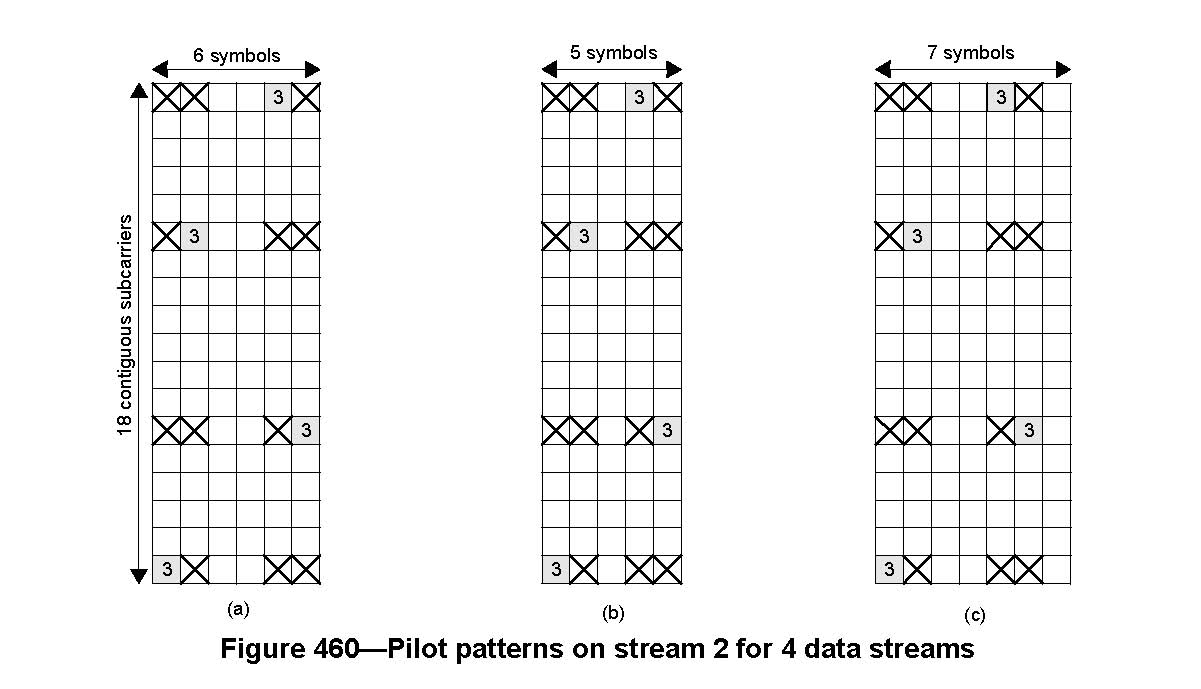 6 symbols
5 symbols
7 symbols
3
3
3
18 contiguous subcarriers
3
3
3
3
3
3
3
3
3
(a)
(b)
(c)
Figure 460—Pilot patterns on stream 2 for 4 data streams